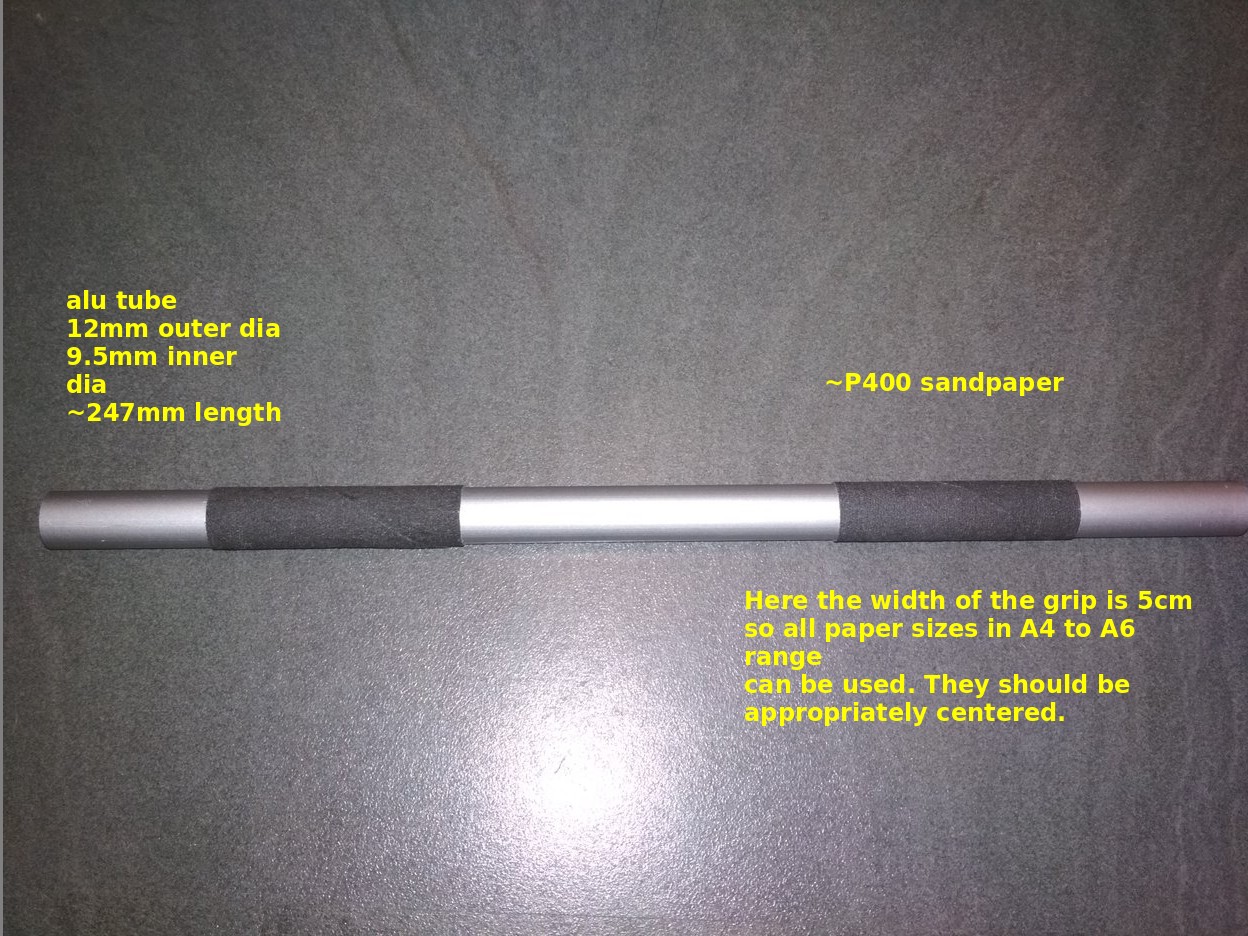 alu tube
12mm outer dia
9.5mm inner
dia
~247mm length
~P400 sandpaper
Here the width of the grip is 5cm
so all paper sizes in A4 to A6
range
can be used. They should be
appropriately centered.